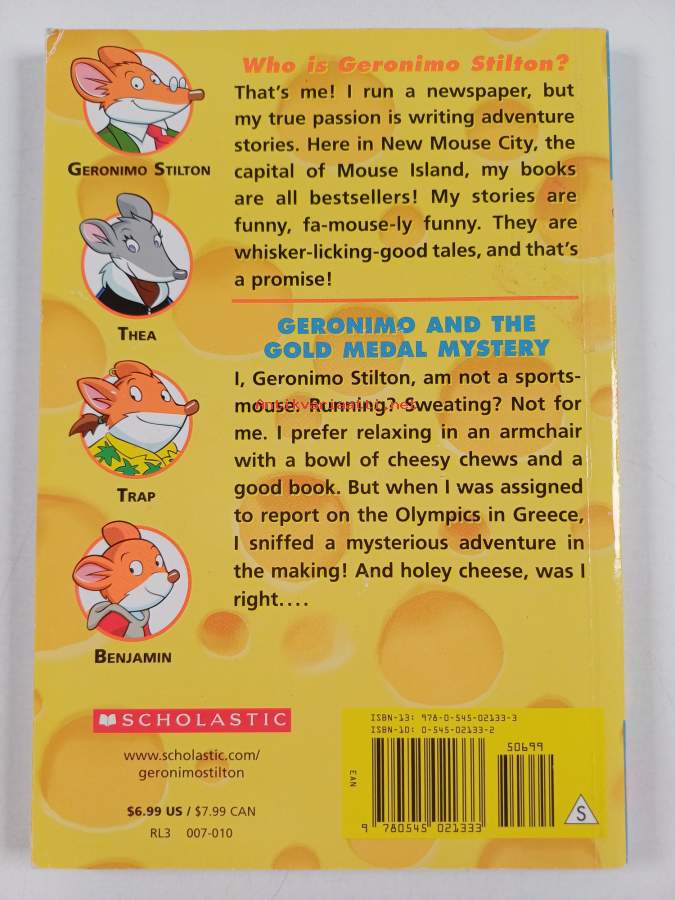 GERONIMO STILTON
THEA
TRAP
BENJAMIN
Who is Geronimo Stilton?
That's me! I run a newspaper, but
my true passion is writing adventure
stories. Here in New Mouse City, the
capital of Mouse Island, my books
are all bestsellers! My stories are
funny, fa-mouse-ly funny. They are
whisker-licking-good tales, and that's
a promise!
GERONIMO AND THE
GOLD MEDAL MYSTERY
I, Geronimo Stilton, am not a sports-
mouse. Running? Sweating? Not for
me. I prefer relaxing in an armchair
with a bowl of cheesy chews and a
good book. But when I was assigned
to report on the Olympics in Greece,
I sniffed a mysterious adventure in
the making! And holey cheese, was I
right....
Antikvariaatti.net
SCHOLASTIC
www.scholastic.com/
geronimostilton
$6.99 US / $7.99 CAN
RL3 007-010
ISBN-13: 978-0-545-02133-3
ISBN-10: 0-545-02133-2
50699
EAN
9 780545 021333
S